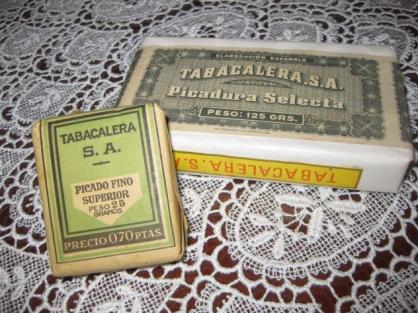 ELABORACIÓN ESPAÑOLA
TABACALERA, S.A.
Picadura Selecta
PESO: 125 GRS.
TABACALERA. S.
TABACALERA
S. A.
PICADO FINO
SUPERIOR
PESO 25
GRAMOS
PRECIO 0'70 PTAS.